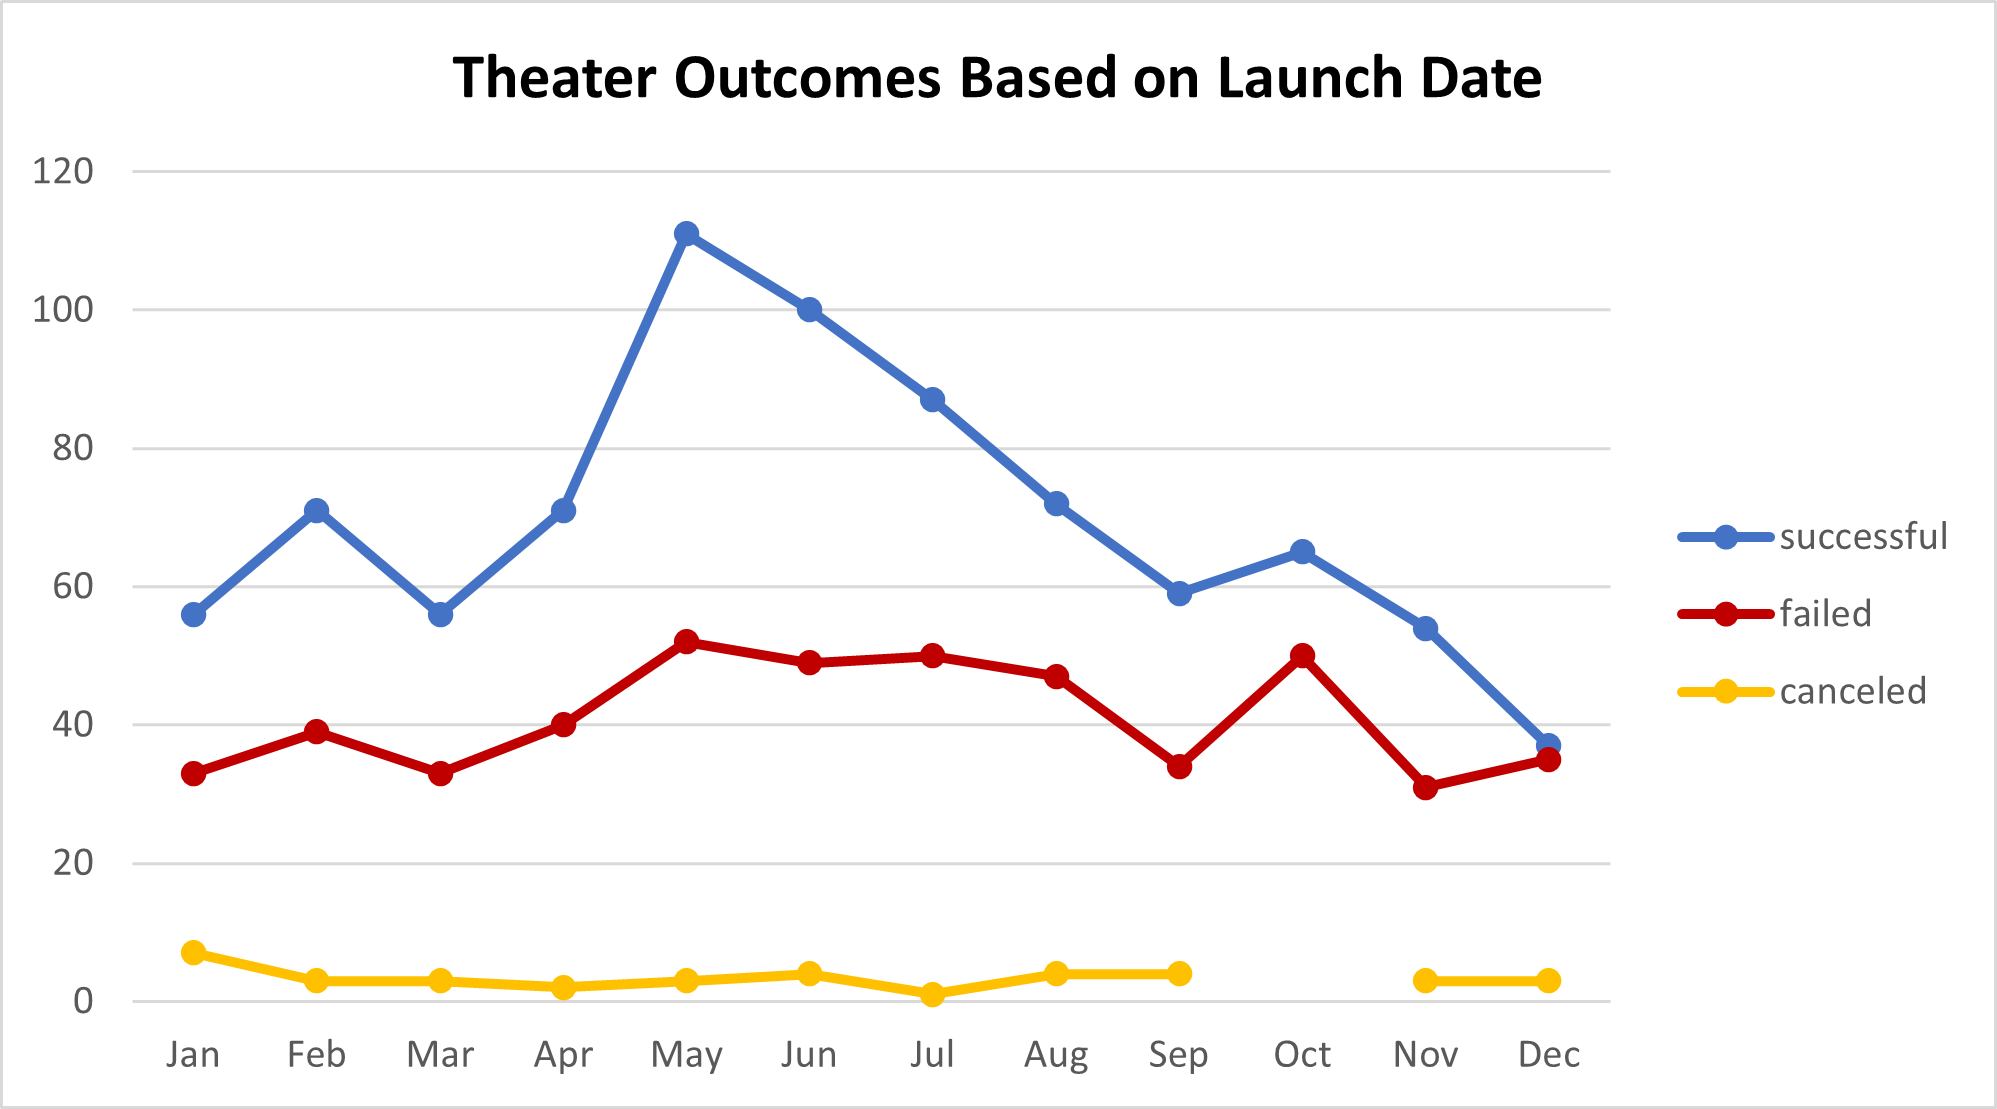 Theater Outcomes Based on Launch Date
120
100
80
60
40
20
0
Jan Feb Mar Apr May Jun Jul Aug Sep Oct Nov Dec
successful
failed
canceled